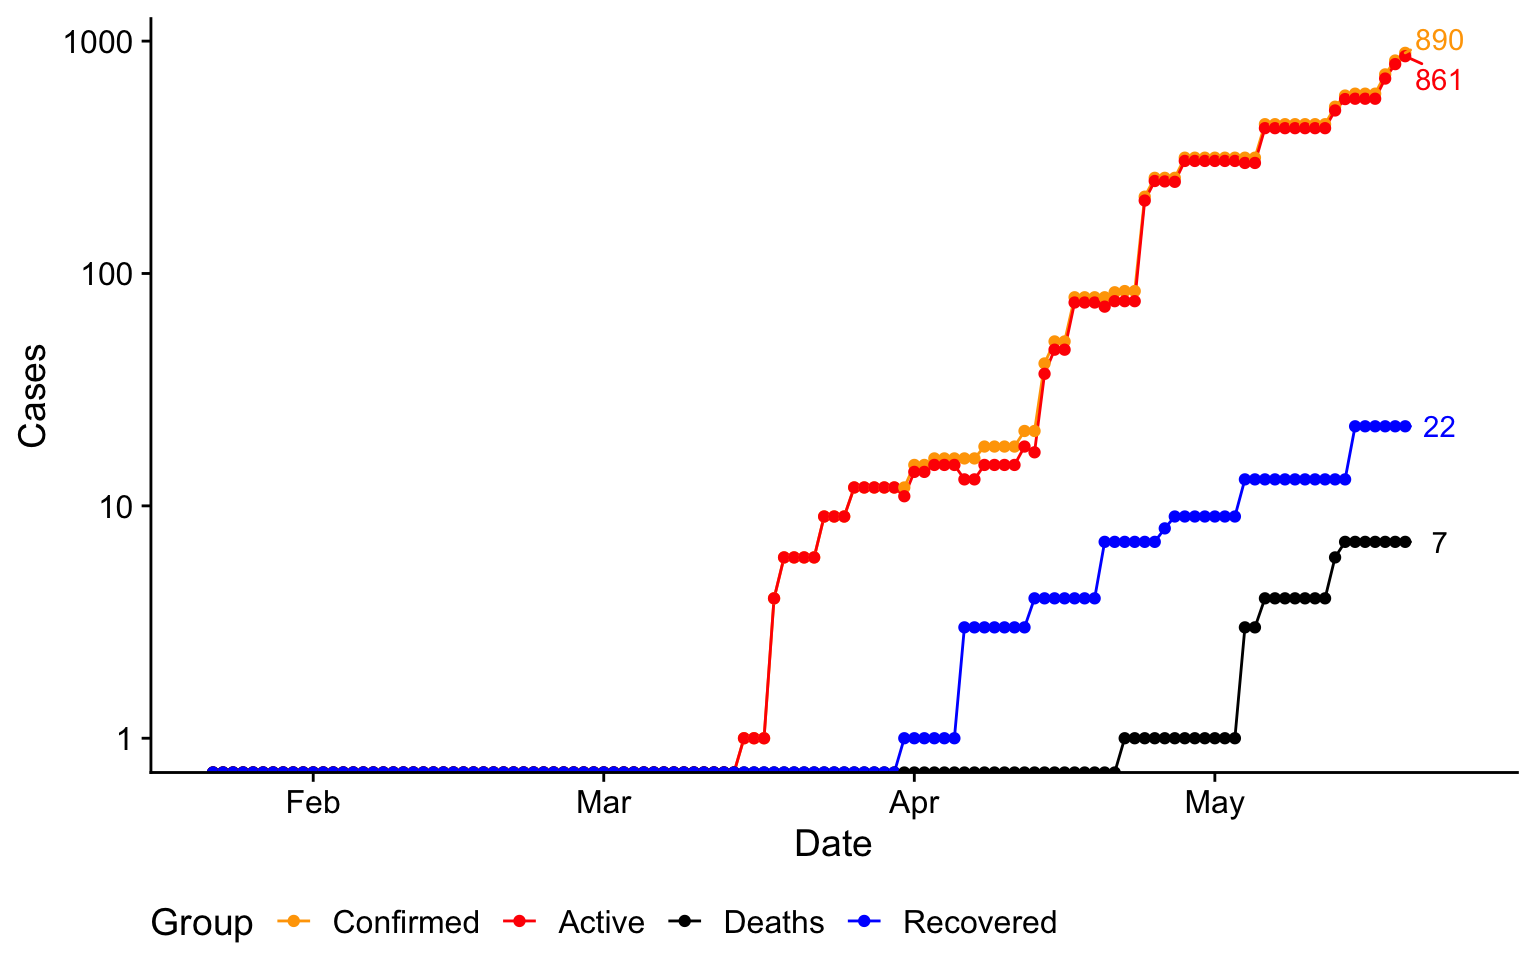 1000
890
861
100
Cases
22
10
7
1
Feb Mar Apr May
Date
Group Confirmed Active Deaths Recovered